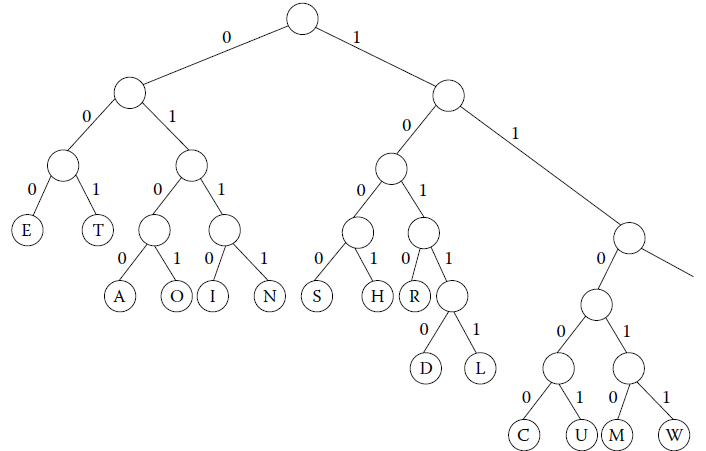 0 1
0 1 0 1
0 1 0 1 0 1
E T 0
0 1 0 1 0 1 0 1
A O I N S H R 0 1
0 1
D L 0 1 0 1
C U M W